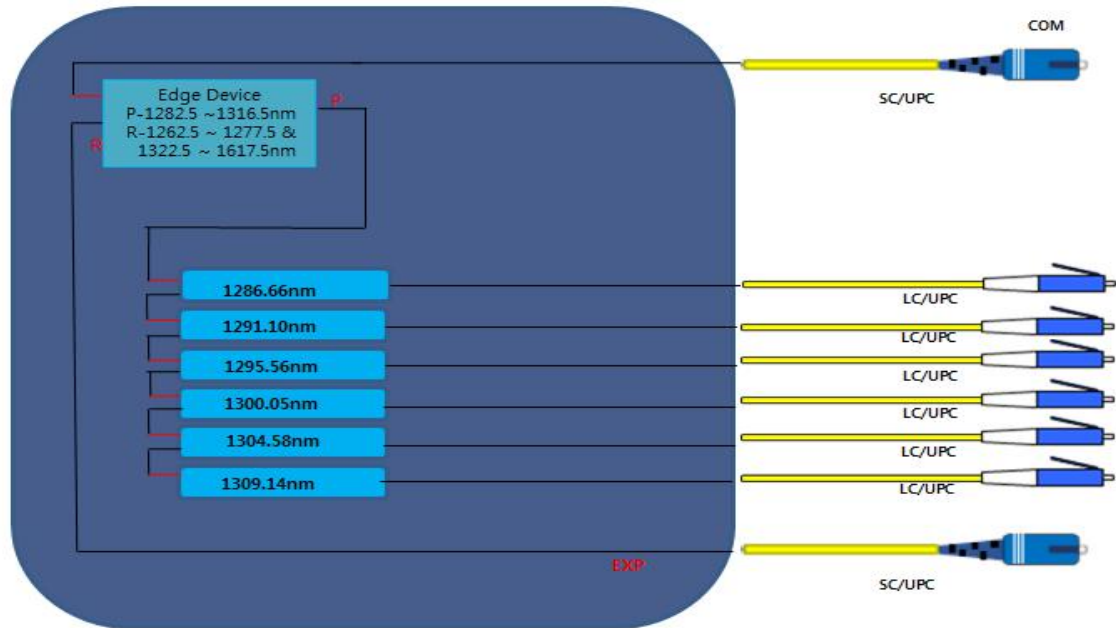 COM
Edge Device
P-1282.5 ~1316.5nm
R-1262.5 ~ 1277.5 &
1322.5 ~ 1617.5nm
P
R
SC/UPC
1286.66nm
LC/UPC
1291.10nm
LC/UPC
1295.56nm
LC/UPC
1300.05nm
LC/UPC
1304.58nm
LC/UPC
1309.14nm
LC/UPC
EXP
SC/UPC